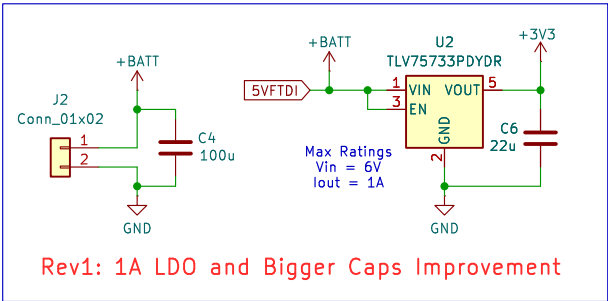 +BATT
J2
Conn_01x02
1
2
C4
100u
GND
+BATT
5VFTDI
U2
TLV75733PDYDR
1
VIN
VOUT
5
3
EN
GND
2
+3V3
C6
22u
Max Ratings
Vin = 6V
Iout = 1A
GND
Rev1: 1A LDO and Bigger Caps Improvement